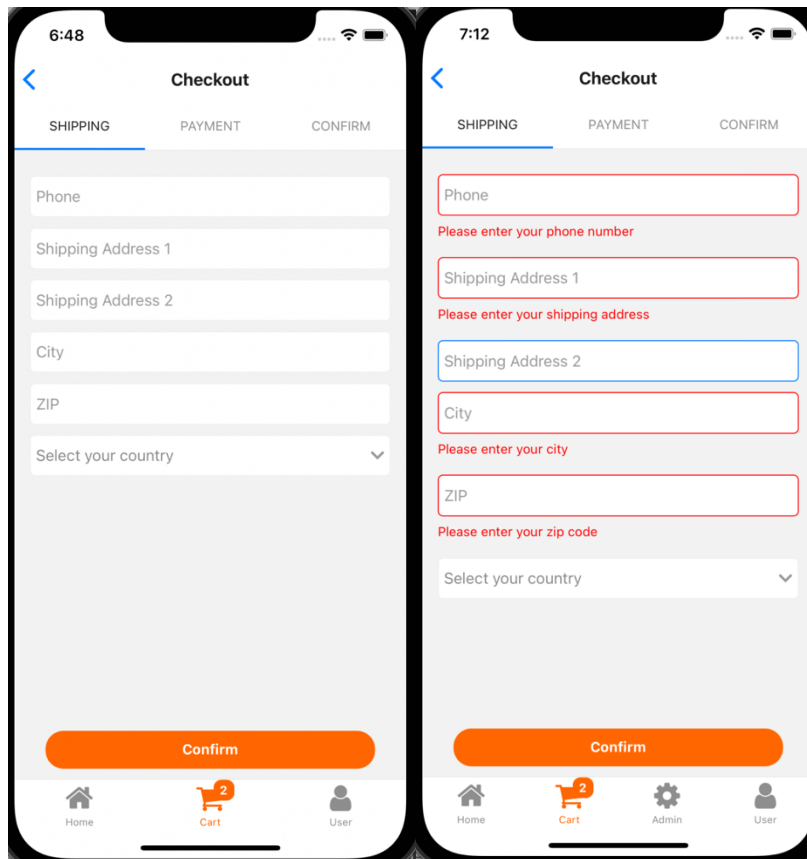 6:48
Checkout
SHIPPING PAYMENT CONFIRM
Phone
Shipping Address 1
Shipping Address 2
City
ZIP
Select your country
Confirm
2
Home Cart User
7:12
Checkout
SHIPPING PAYMENT CONFIRM
Phone
Please enter your phone number
Shipping Address 1
Please enter your shipping address
Shipping Address 2
City
Please enter your city
ZIP
Please enter your zip code
Select your country
Confirm
2
Home Cart Admin User